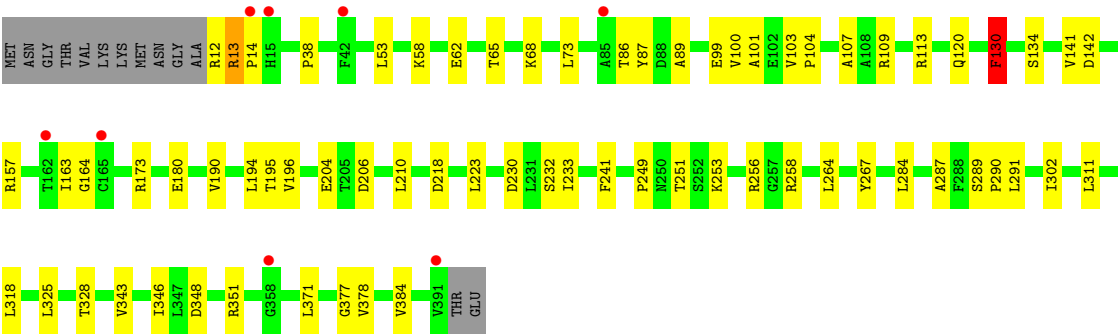 MET ASN GLY THR VAL LYS LYS MET ASN GLY ALA R12 R13 P14 H15 P38 F42 L53 K58 E62 T65 K68 L73 A85 T86 Y87 D88 A89 E99 V100 A101 E102 V103 P104 A107 A108 R109 R113 Q120 F130 S134 V141 D142
R157 T162 I163 G164 C165 R173 E180 V190 L194 T195 V196 E204 T205 D206 L210 D218 L223 D230 L231 S232 I233 F241 P249 N250 T251 S252 K253 R256 G257 R258 L264 Y267 L284 A287 F288 S289 P290 L291 I302 L311
L318 L325 T328 V343 I346 L347 D348 R351 G358 L371 G377 V378 V384 V391 THR GLU